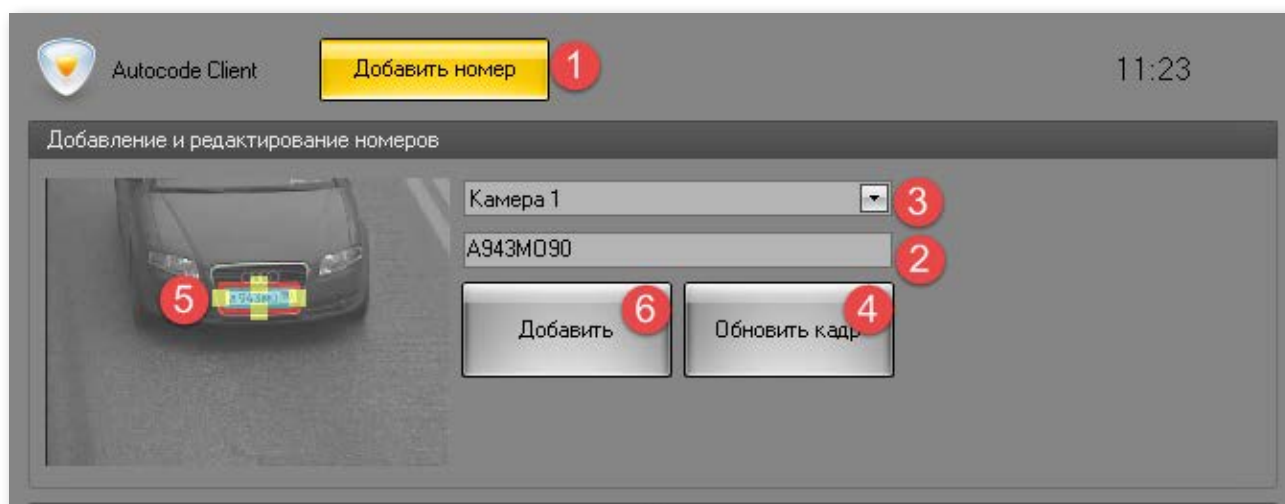 Autocode Client
Добавить номер
1
11:23
Добавление и редактирование номеров
Камера 1
3
А943МО90
2
5
Добавить
6
Обновить кадр
4